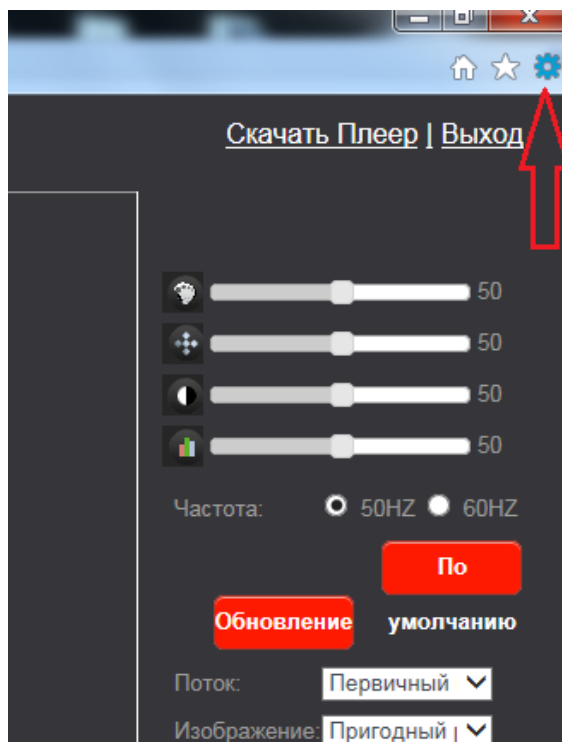 Скачать Плеер | Выход
50
50
50
50
Частота: 50HZ 60HZ
По
Обновление умолчанию
Поток: Первичный
Изображение: Пригодный